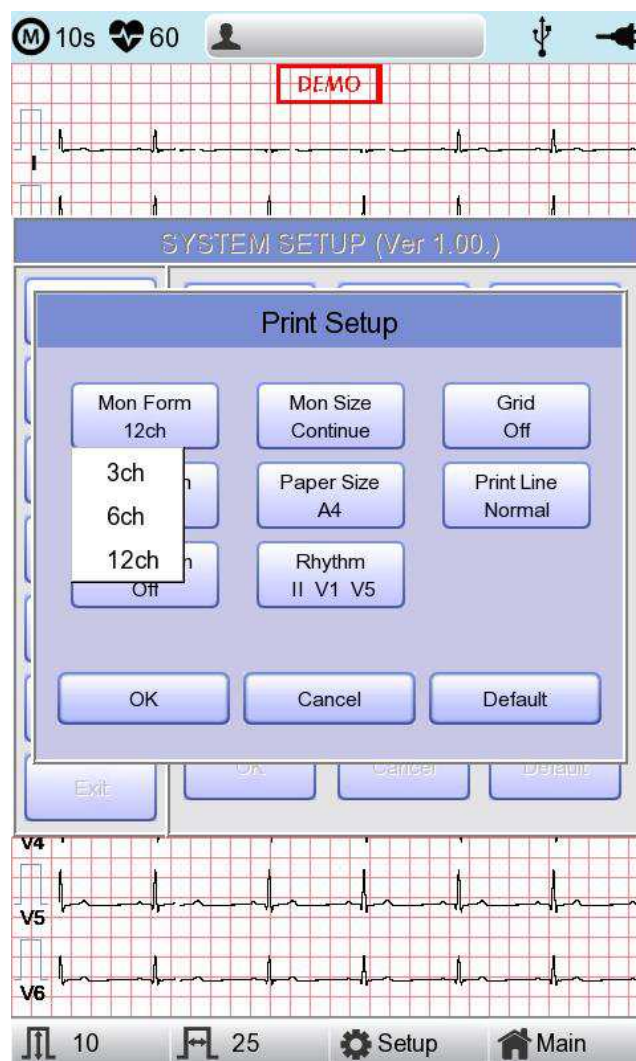 M 10s 60
DEMO
I
SYSTEM SETUP (Ver 1.00.)
Print Setup
Mon Form
12ch
Mon Size
Continue
Grid
Off
3ch
6ch
12ch
Paper Size
A4
Print Line
Normal
Off
Rhythm
II V1 V5
OK
Cancel
Default
Exit
OK
Cancel
Default
V4
V5
V6
10
25
Setup
Main